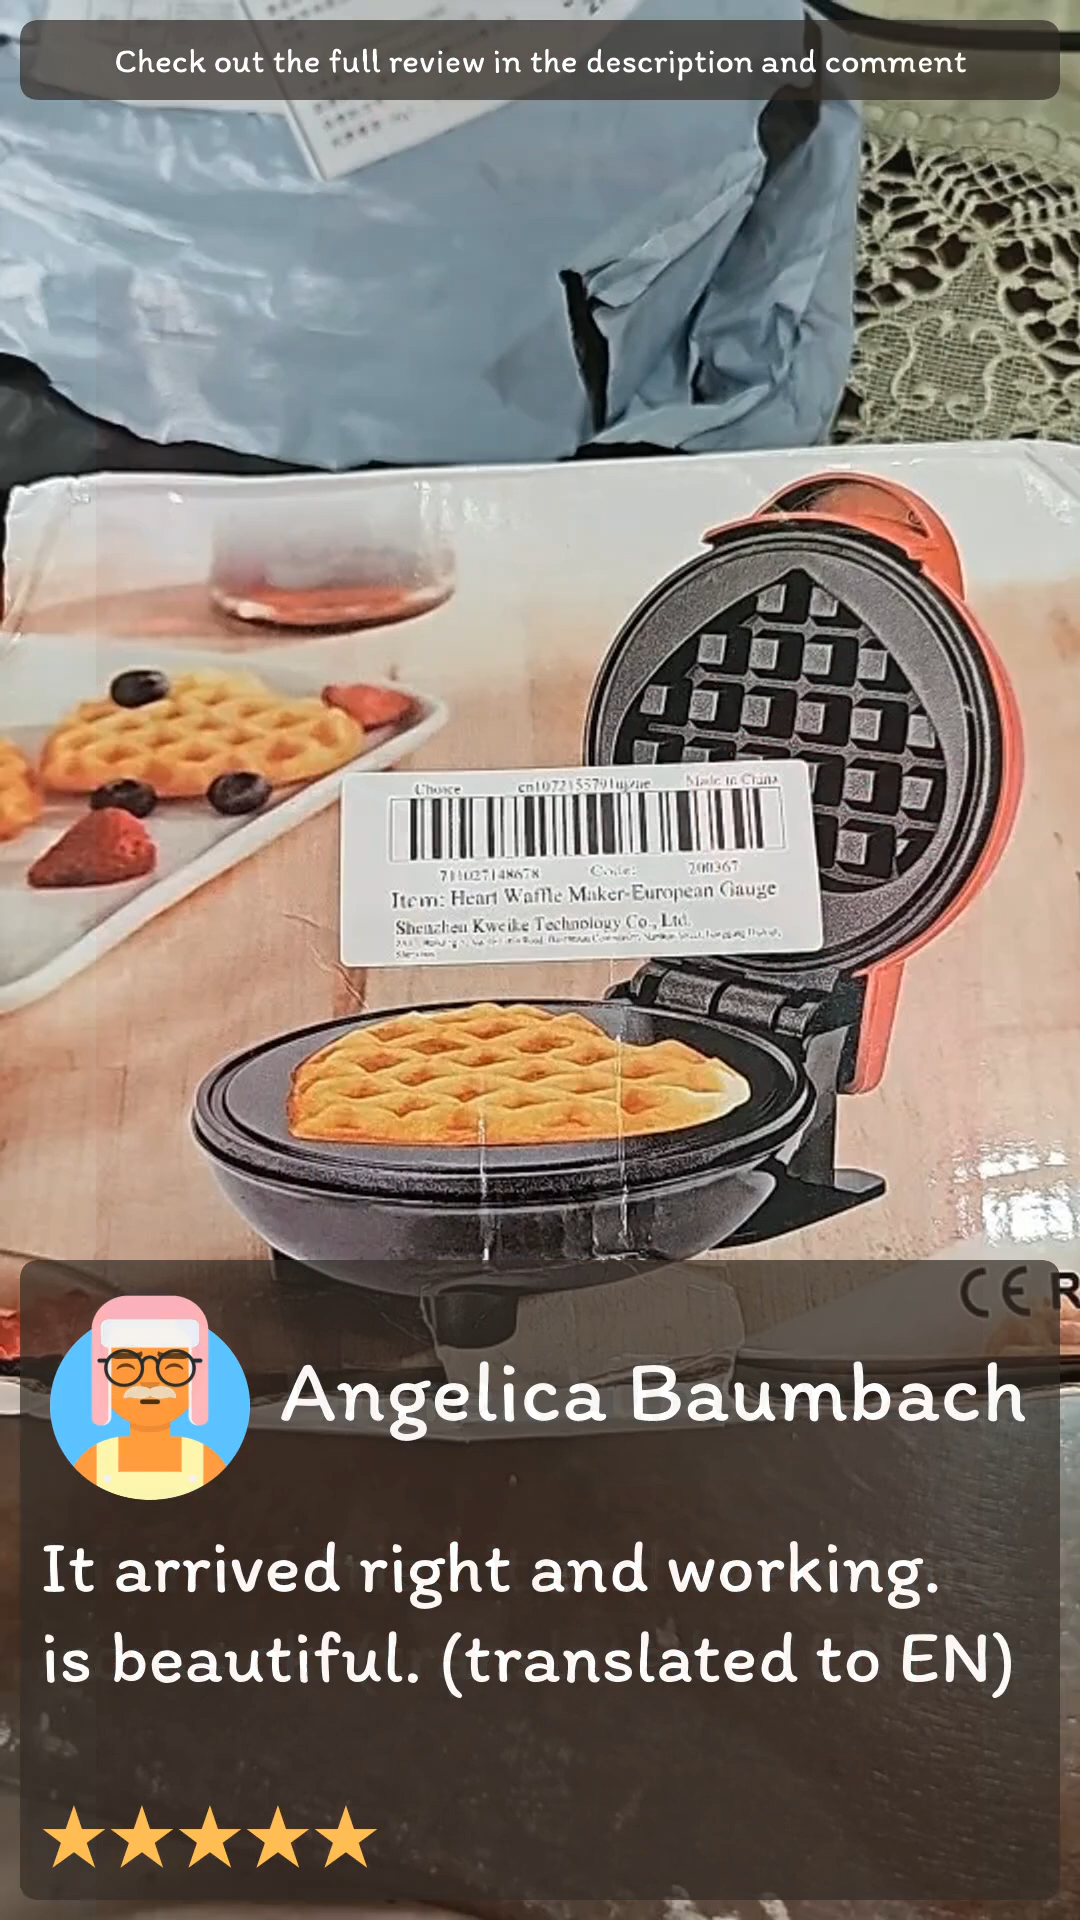 Check out the full review in the description and comment
Choice
Made in China
Code: 200367
Item: Heart Waffle Maker-European Gauge
Shenzhen Kweike Technology Co., Ltd.
CE R
Angelica Baumbach
It arrived right and working.
is beautiful. (translated to EN)